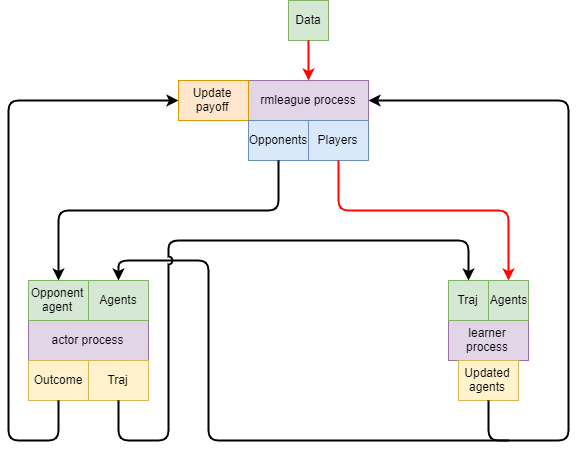 Data
Update
payoff
rmleague process
Opponents
Players
Opponent
agent
Agents
Traj
Agents
actor process
learner
process
Outcome
Traj
Updated
agents